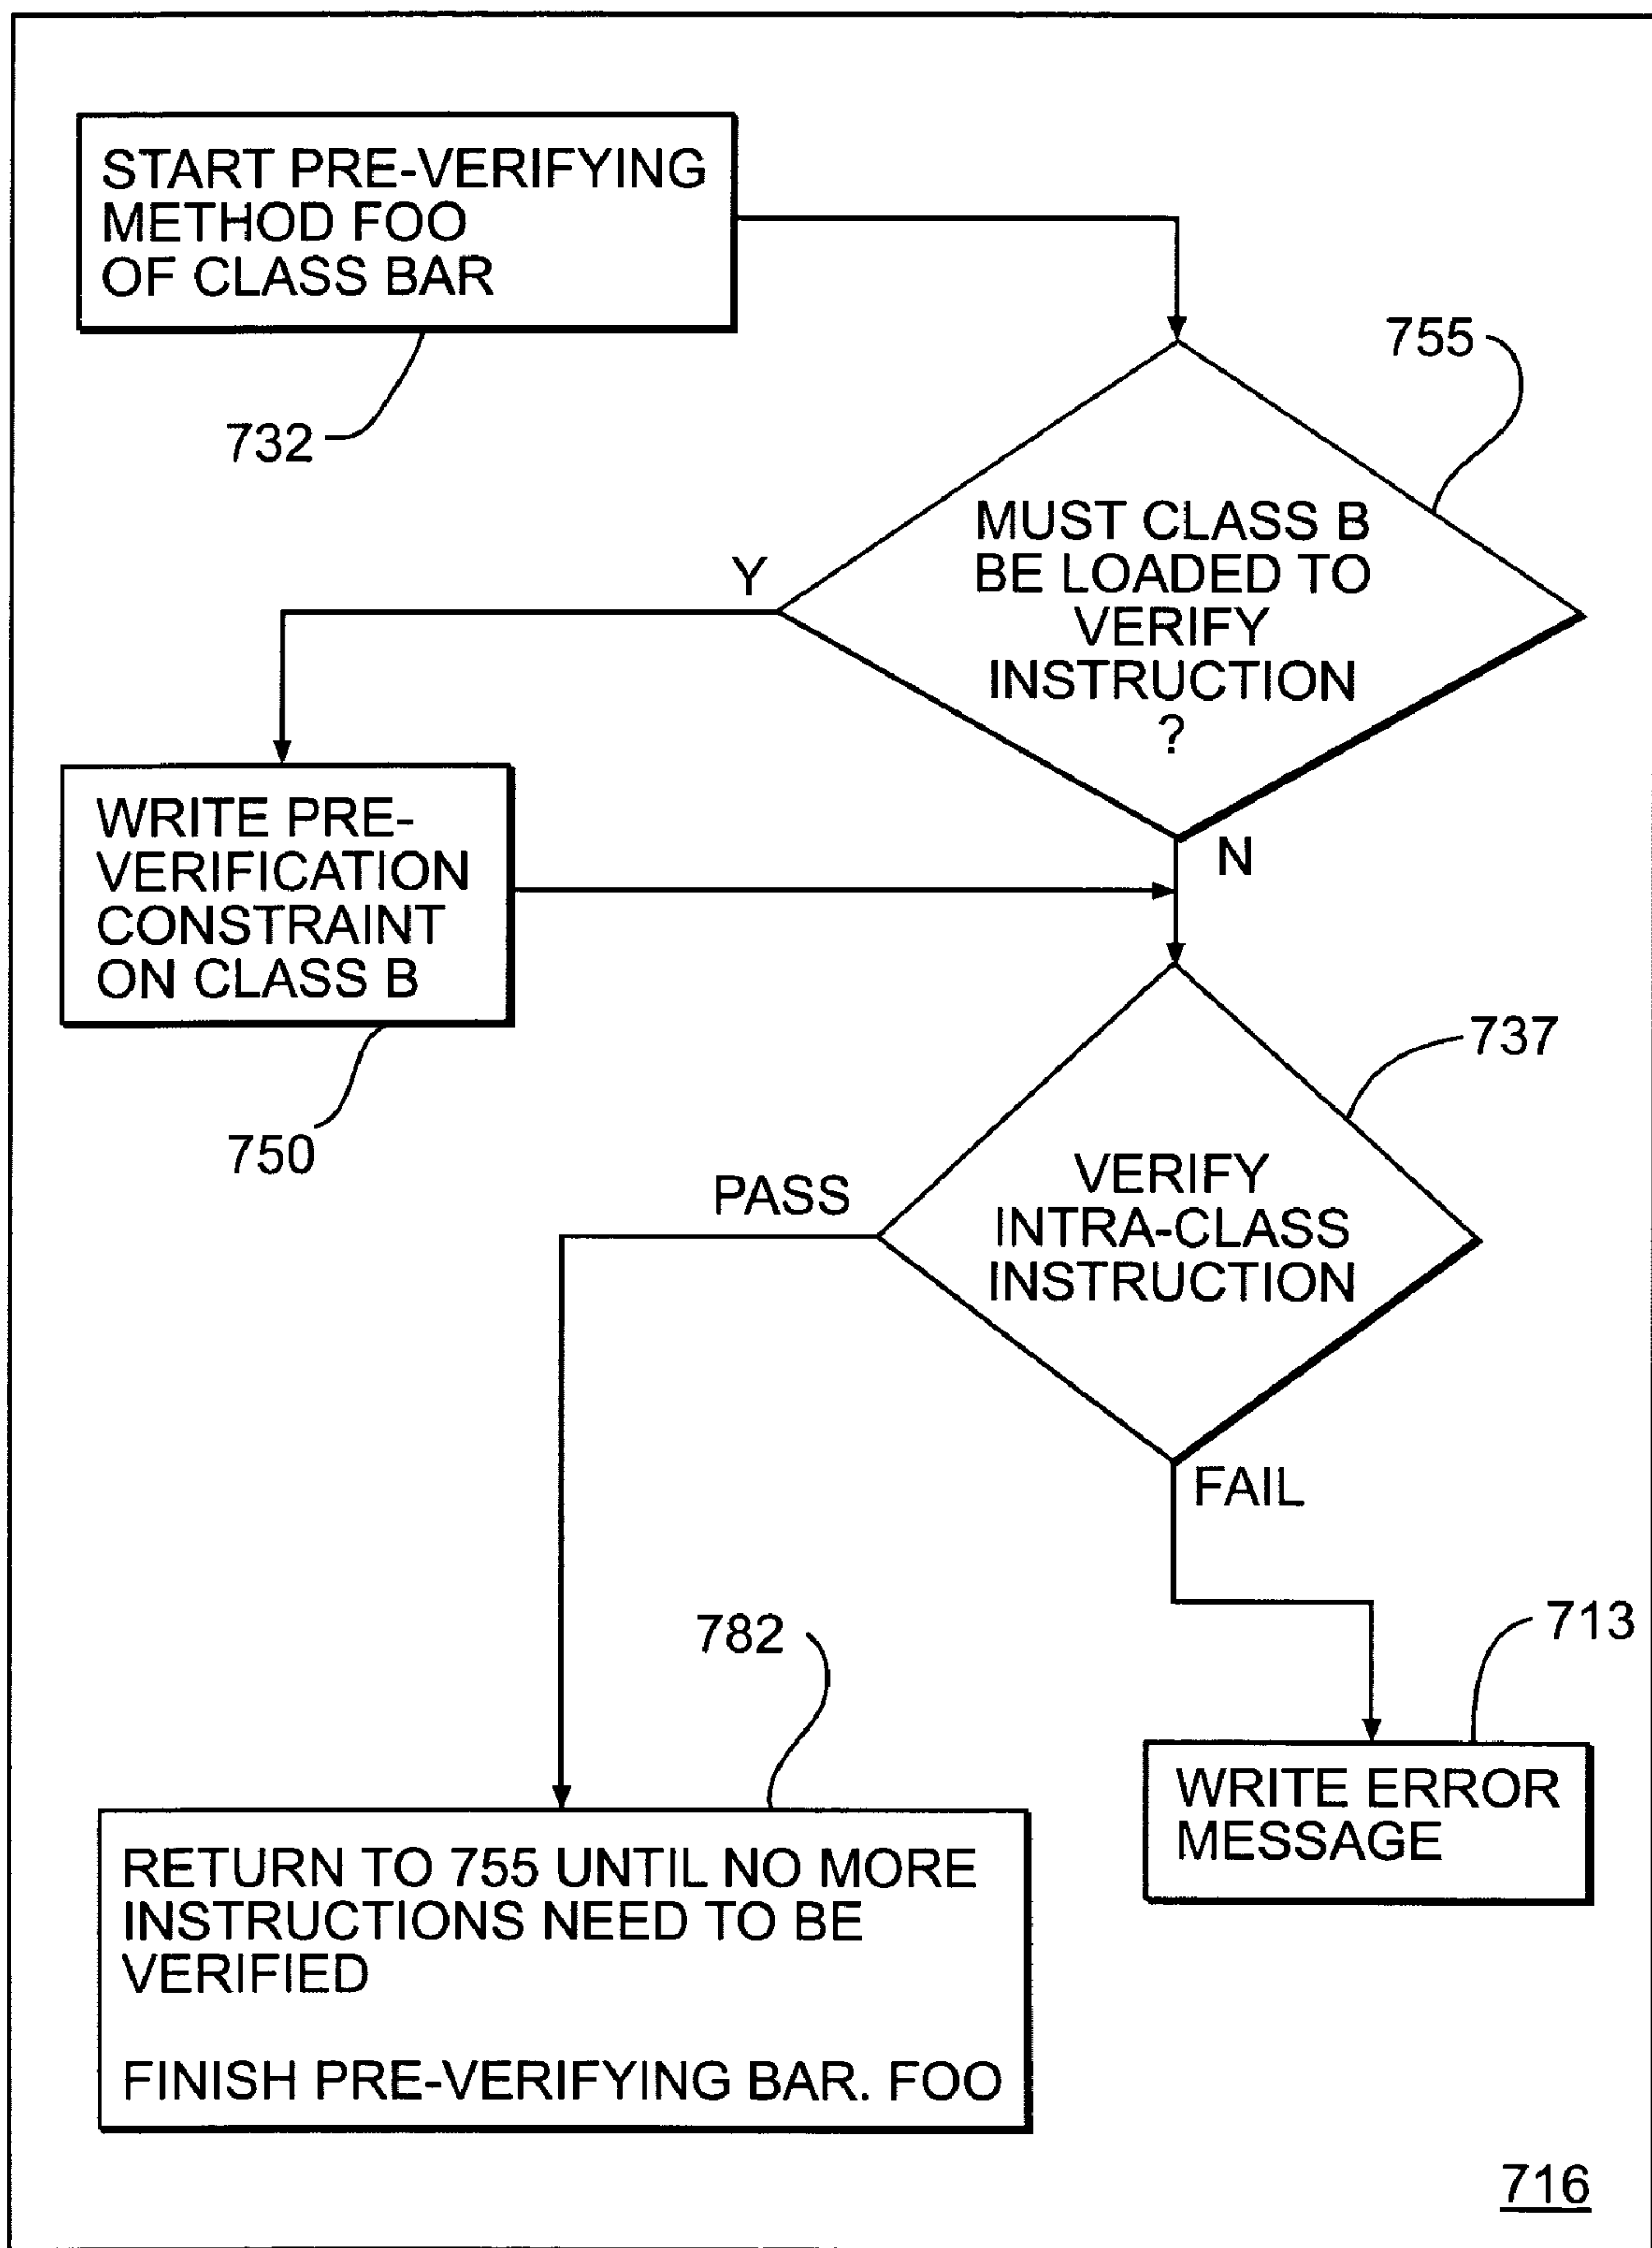 START PRE-VERIFYING
METHOD FOO
OF CLASS BAR
732
755
MUST CLASS B
BE LOADED TO
VERIFY
INSTRUCTION
?
Y
N
WRITE PRE-
VERIFICATION
CONSTRAINT
ON CLASS B
750
737
VERIFY
INTRA-CLASS
INSTRUCTION
PASS
FAIL
782
713
WRITE ERROR
MESSAGE
RETURN TO 755 UNTIL NO MORE
INSTRUCTIONS NEED TO BE
VERIFIED
FINISH PRE-VERIFYING BAR. FOO
716